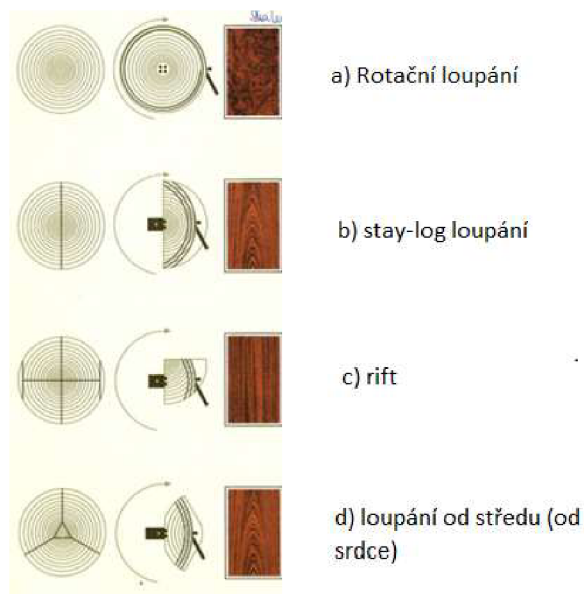 a) Rotační loupání
b) stay-log loupání
c) rift
d) loupání od středu (od
srdce)